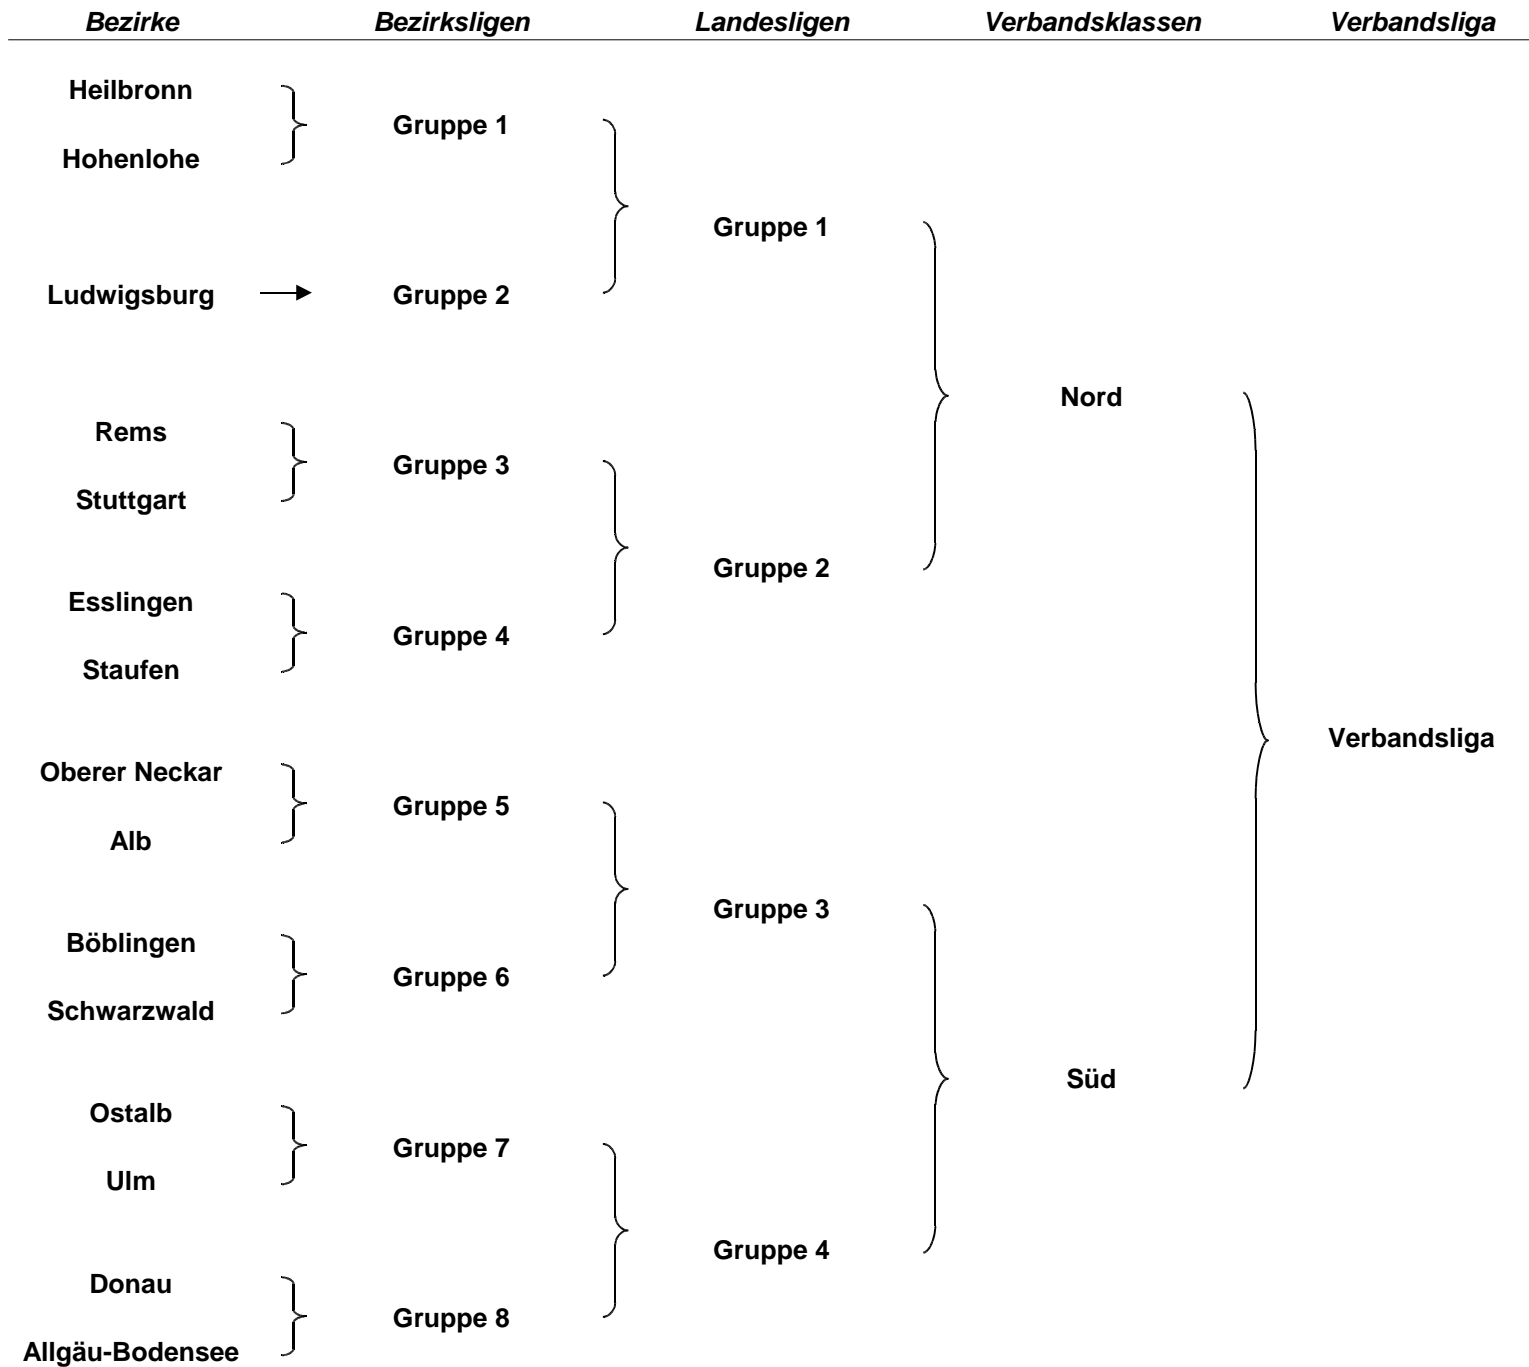 Bezirke Bezirksligen Landesligen Verbandsklassen Verbandsliga
Heilbronn
Gruppe 1
Hohenlohe
Gruppe 1
Ludwigsburg Gruppe 2
Nord
Rems
Gruppe 3
Stuttgart
Gruppe 2
Esslingen
Gruppe 4
Staufen
Verbandsliga
Oberer Neckar
Gruppe 5
Alb
Gruppe 3
Böblingen
Gruppe 6
Schwarzwald
Süd
Ostalb
Gruppe 7
Ulm
Gruppe 4
Donau
Gruppe 8
Allgäu-Bodensee